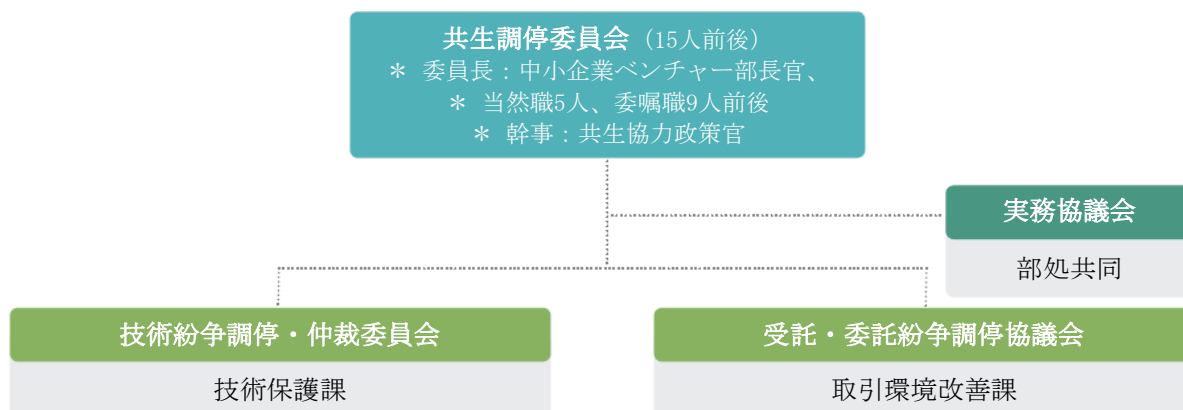 共生調停委員会（15人前後）
＊ 委員長：中小企業ベンチャー部長官、
＊ 当然職5人、委嘱職9人前後
＊ 幹事：共生協力政策官
実務協議会
部処共同
技術紛争調停・仲裁委員会
技術保護課
受託・委託紛争調停協議会
取引環境改善課